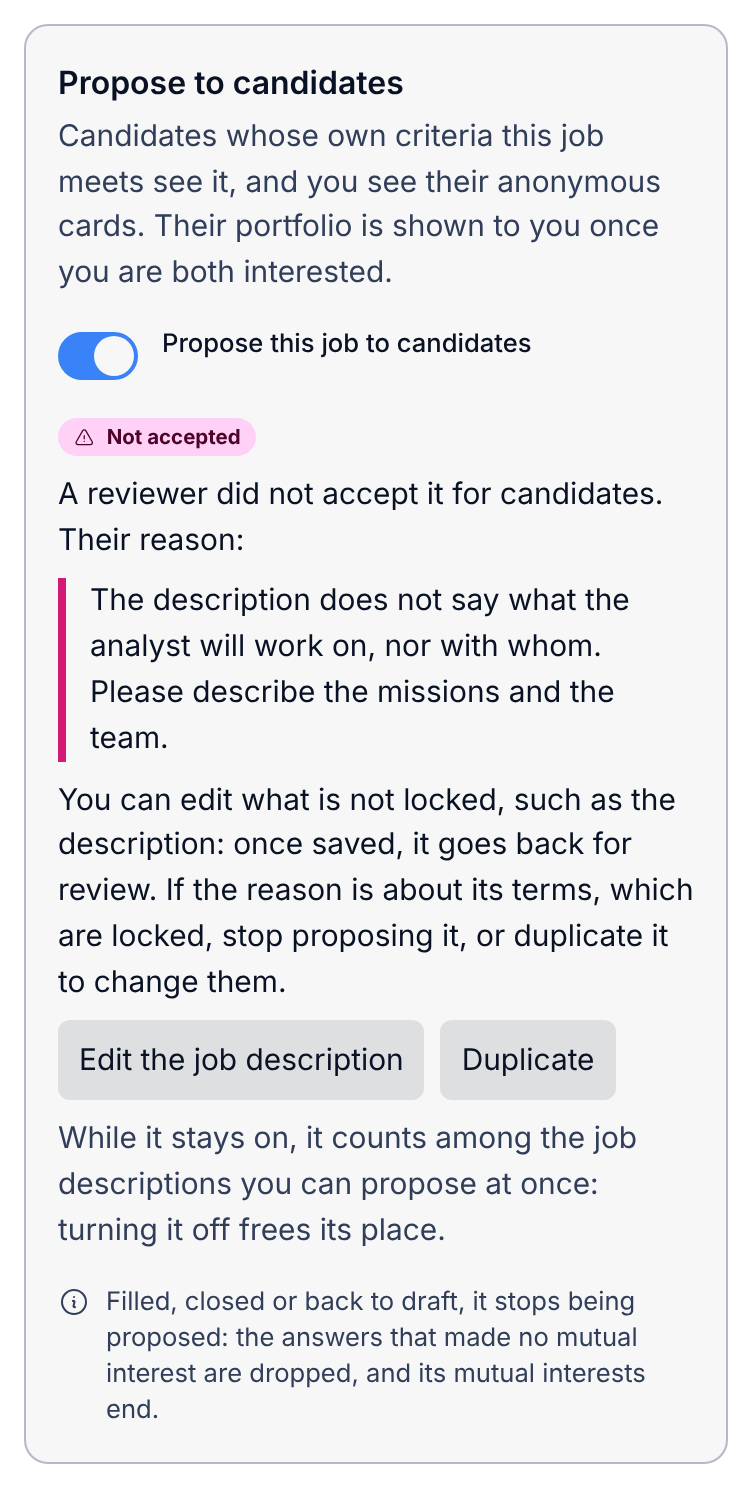 Propose to candidates
Candidates whose own criteria this job
meets see it, and you see their anonymous
cards. Their portfolio is shown to you once
you are both interested.
Propose this job to candidates
Not accepted
A reviewer did not accept it for candidates.
Their reason:
The description does not say what the
analyst will work on, nor with whom.
Please describe the missions and the
team.
You can edit what is not locked, such as the
description: once saved, it goes back for
review. If the reason is about its terms, which
are locked, stop proposing it, or duplicate it
to change them.
Edit the job description
Duplicate
While it stays on, it counts among the job
descriptions you can propose at once:
turning it off frees its place.
Filled, closed or back to draft, it stops being
proposed: the answers that made no mutual
interest are dropped, and its mutual interests
end.